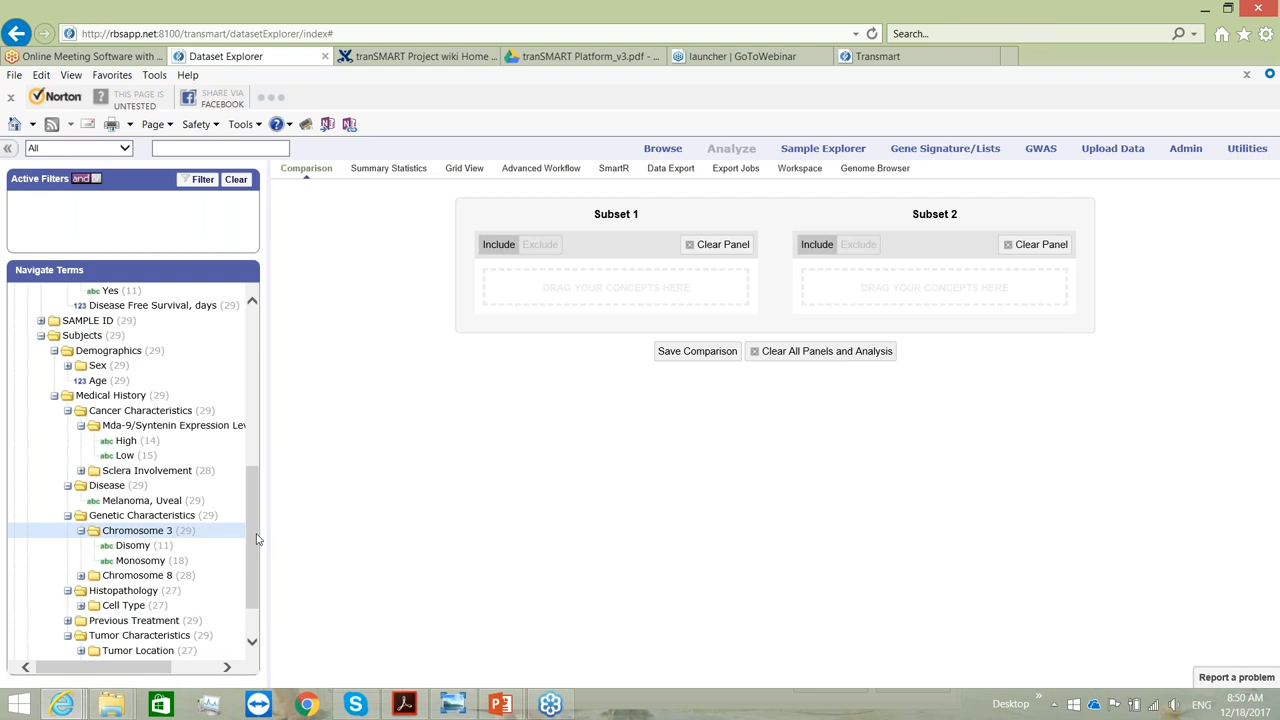 http://rbsapp.net:8100/transmart/datasetExplorer/index#
Search...
Online Meeting Software with ...
Dataset Explorer
tranSMART Project wiki Home ...
tranSMART Platform_v3.pdf - ...
launcher | GoToWebinar
Transmart
File Edit View Favorites Tools Help
x
Norton
THIS PAGE IS
UNTESTED
SHARE VIA
FACEBOOK
Page Safety Tools
All
Browse Analyze Sample Explorer Gene Signature/Lists GWAS Upload Data Admin Utilities
Comparison Summary Statistics Grid View Advanced Workflow SmartR Data Export Export Jobs Workspace Genome Browser
Active Filters and Filter Clear
Subset 1
Subset 2
Include Exclude Clear Panel
Include Exclude Clear Panel
DRAG YOUR CONCEPTS HERE
DRAG YOUR CONCEPTS HERE
Save Comparison Clear All Panels and Analysis
Navigate Terms
abc Yes (11)
123 Disease Free Survival, days (29)
SAMPLE ID (29)
Subjects (29)
Demographics (29)
Sex (29)
123 Age (29)
Medical History (29)
Cancer Characteristics (29)
Mda-9/Syntenin Expression Lev
abc High (14)
abc Low (15)
Sclera Involvement (28)
Disease (29)
abc Melanoma, Uveal (29)
Genetic Characteristics (29)
Chromosome 3 (29)
abc Disomy (11)
abc Monosomy (18)
Chromosome 8 (28)
Histopathology (27)
Cell Type (27)
Previous Treatment (29)
Tumor Characteristics (29)
Tumor Location (27)
Report a problem
Desktop
ENG
8:50 AM
12/18/2017